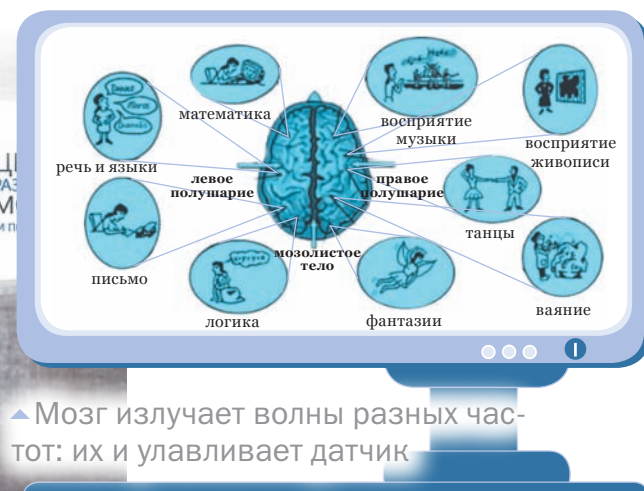 математика
восприятие
музыки
восприятие
живописи
речь и языки
левое
полушарие
правое
полушарие
танцы
письмо
мозолистое
тело
логика
фантазии
ваяние
Мозг излучает волны разных час-
тот: их и улавливает датчик